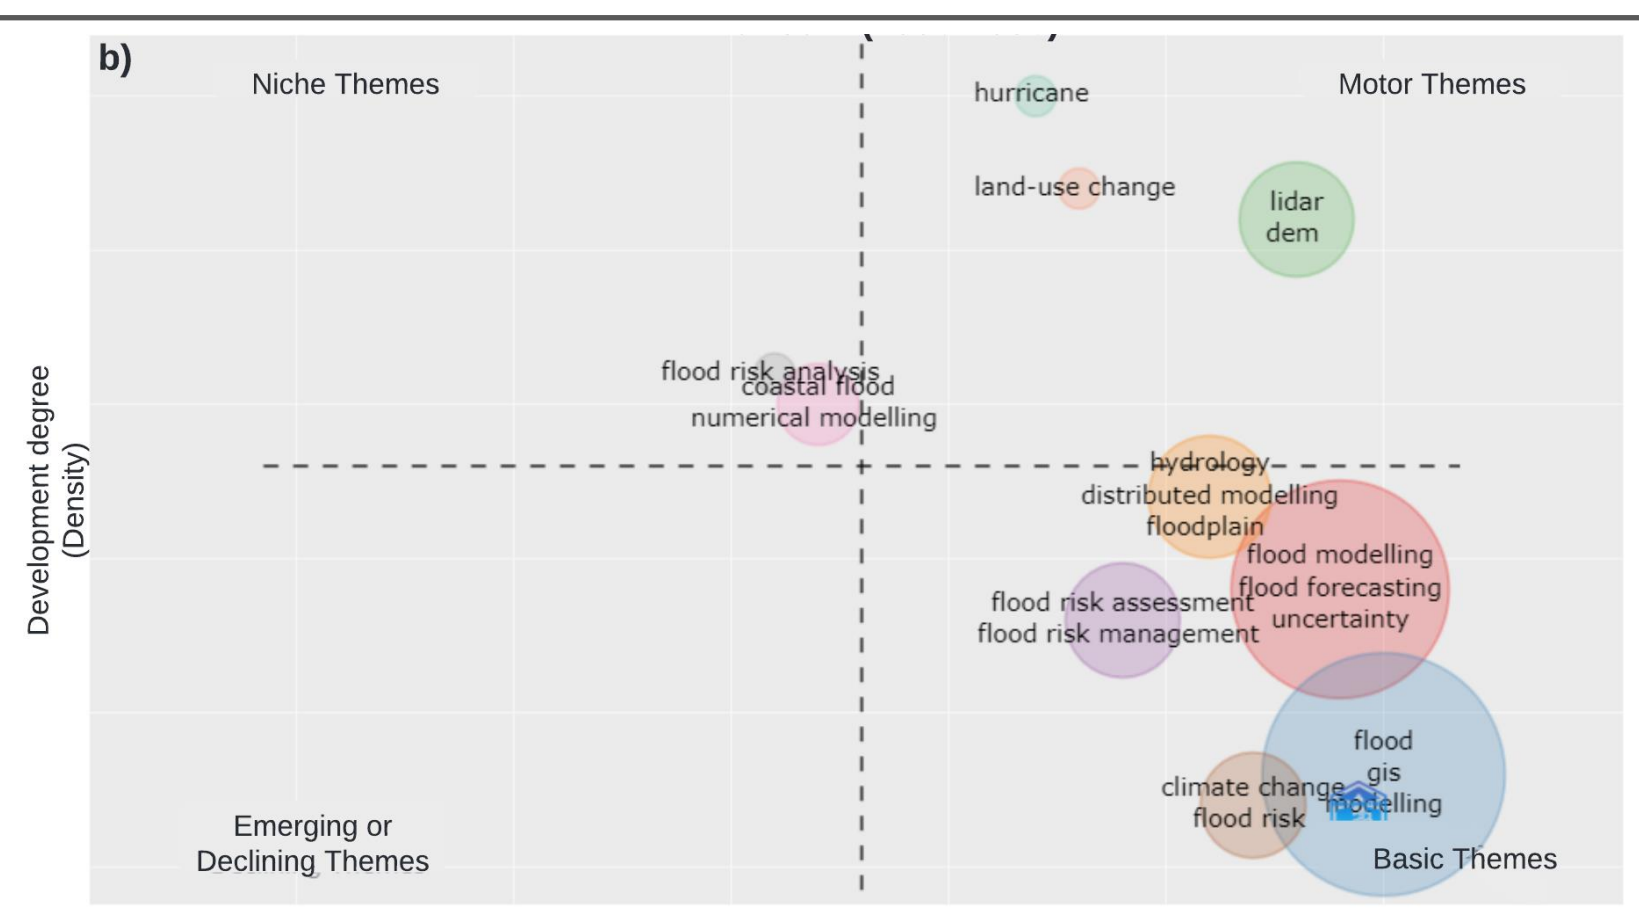 b)
Niche Themes
Motor Themes
hurricane
land-use change
lidar
dem
flood risk analysis
coastal flood
numerical modelling
Development degree
(Density)
hydrology
distributed modelling
floodplain
flood modelling
flood forecasting
uncertainty
flood risk assessment
flood risk management
flood
gis
modelling
climate change
flood risk
Emerging or
Declining Themes
Basic Themes